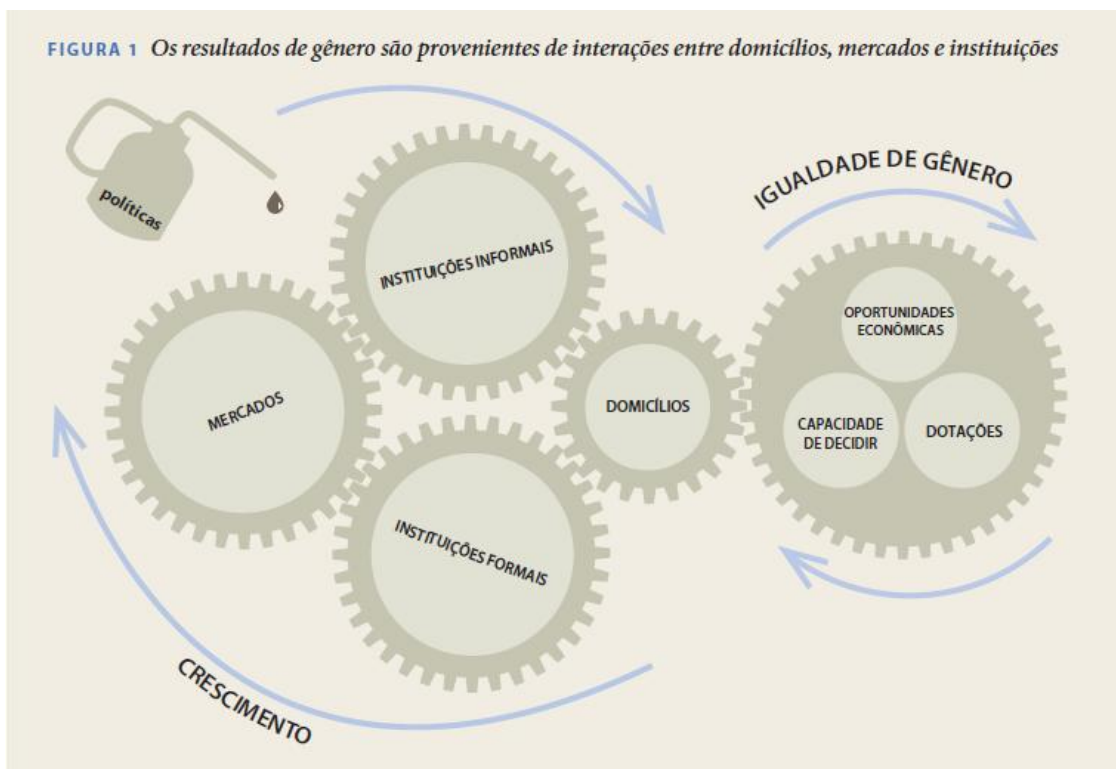 FIGURA 1 Os resultados de gênero são provenientes de interações entre domicílios, mercados e instituições
políticas
INSTITUIÇÕES INFORMAIS
IGUALDADE DE GÊNERO
OPORTUNIDADES
ECONÔMICAS
MERCADOS
DOMICÍLIOS
CAPACIDADE
DE DECIDIR
DOTAÇÕES
INSTITUIÇÕES FORMAIS
CRESCIMENTO